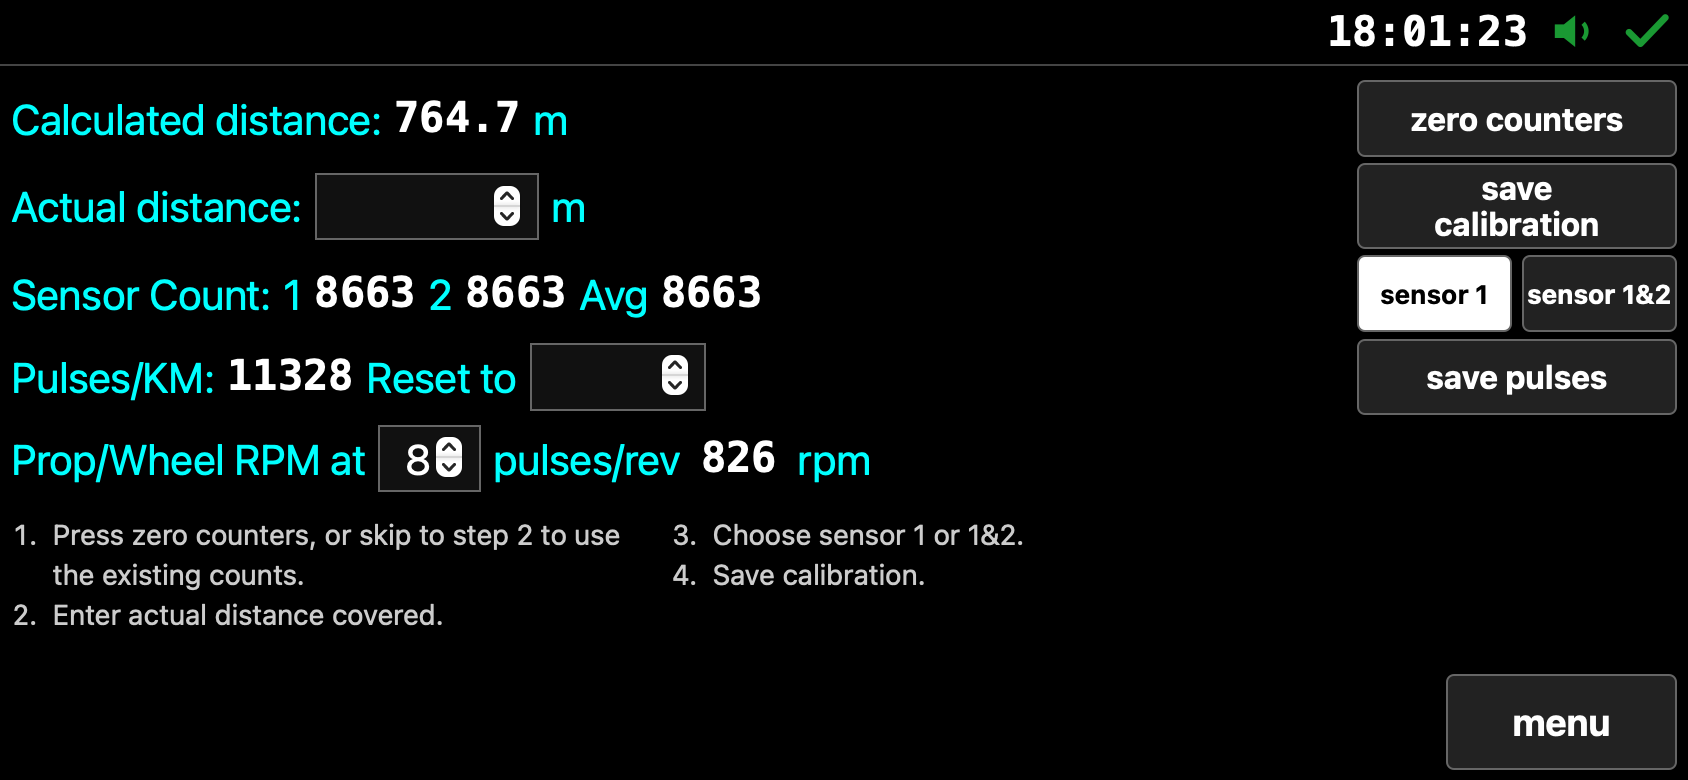 18:01:23
Calculated distance: 764.7 m
zero counters
Actual distance: m
save
calibration
Sensor Count: 1 8663 2 8663 Avg 8663
sensor 1
sensor 1&2
Pulses/KM: 11328 Reset to
save pulses
Prop/Wheel RPM at 8 pulses/rev 826 rpm
1. Press zero counters, or skip to step 2 to use
the existing counts.
2. Enter actual distance covered.
3. Choose sensor 1 or 1&2.
4. Save calibration.
menu